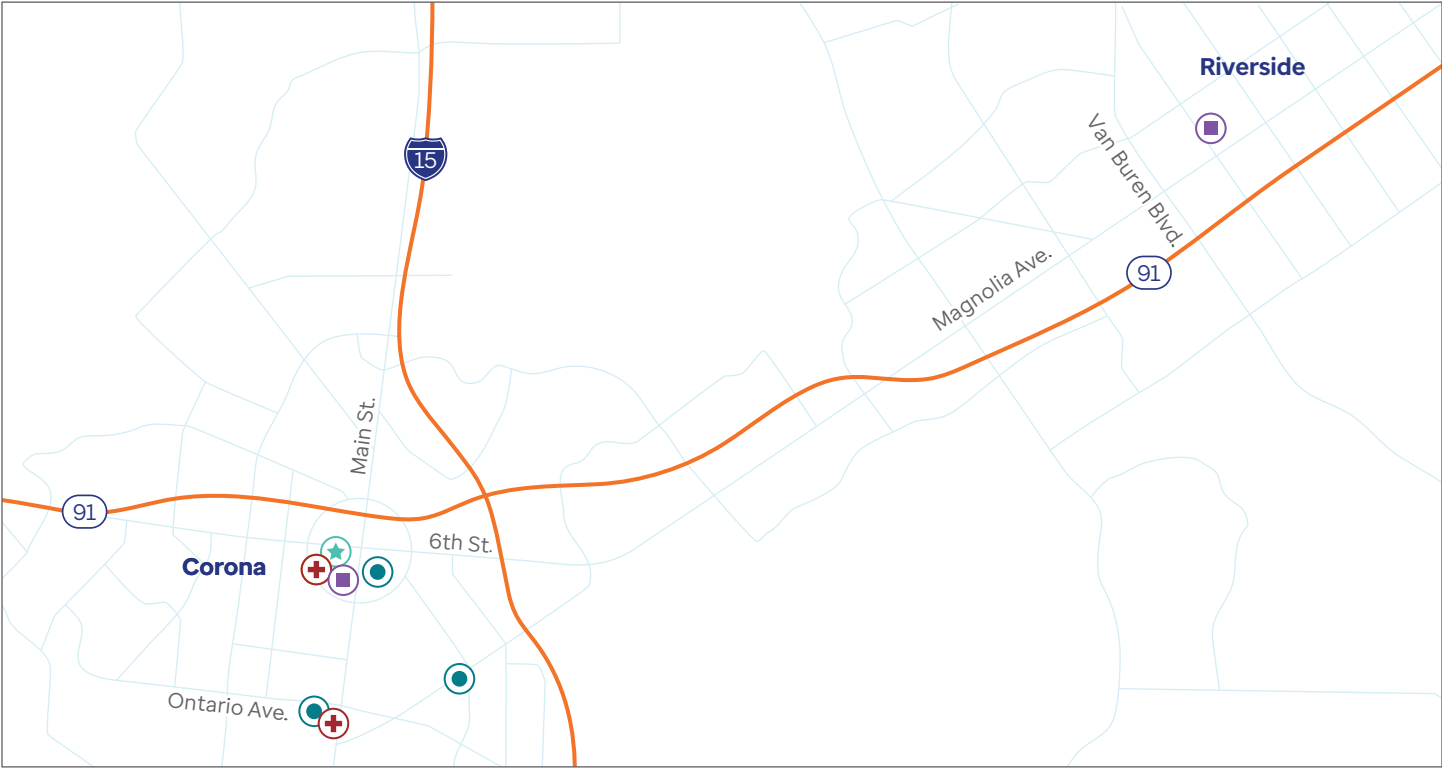 Riverside
Van Buren Blvd.
15
Magnolia Ave.
91
Main St.
91
6th St.
Corona
Ontario Ave.